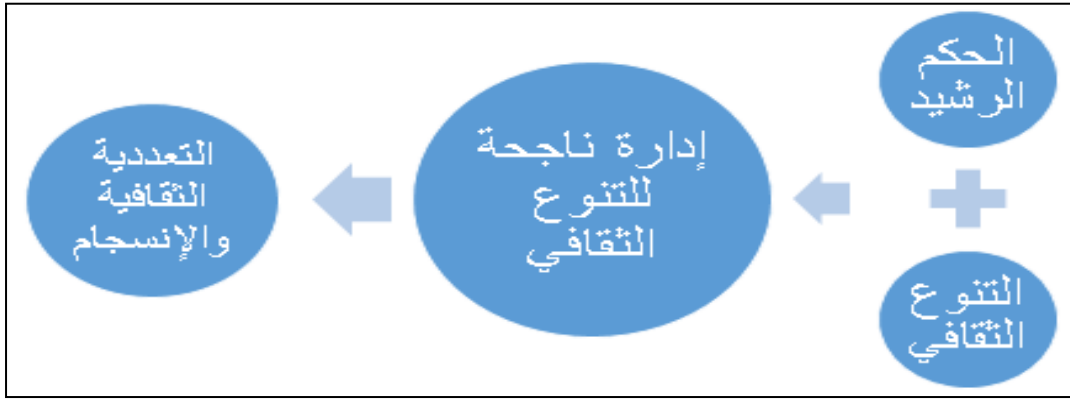 الحكم
الرشيد
التنوع
الثقافي
إدارة ناجحة
للتنوع
الثقافي
التعددية
الثقافية
والإنسجام